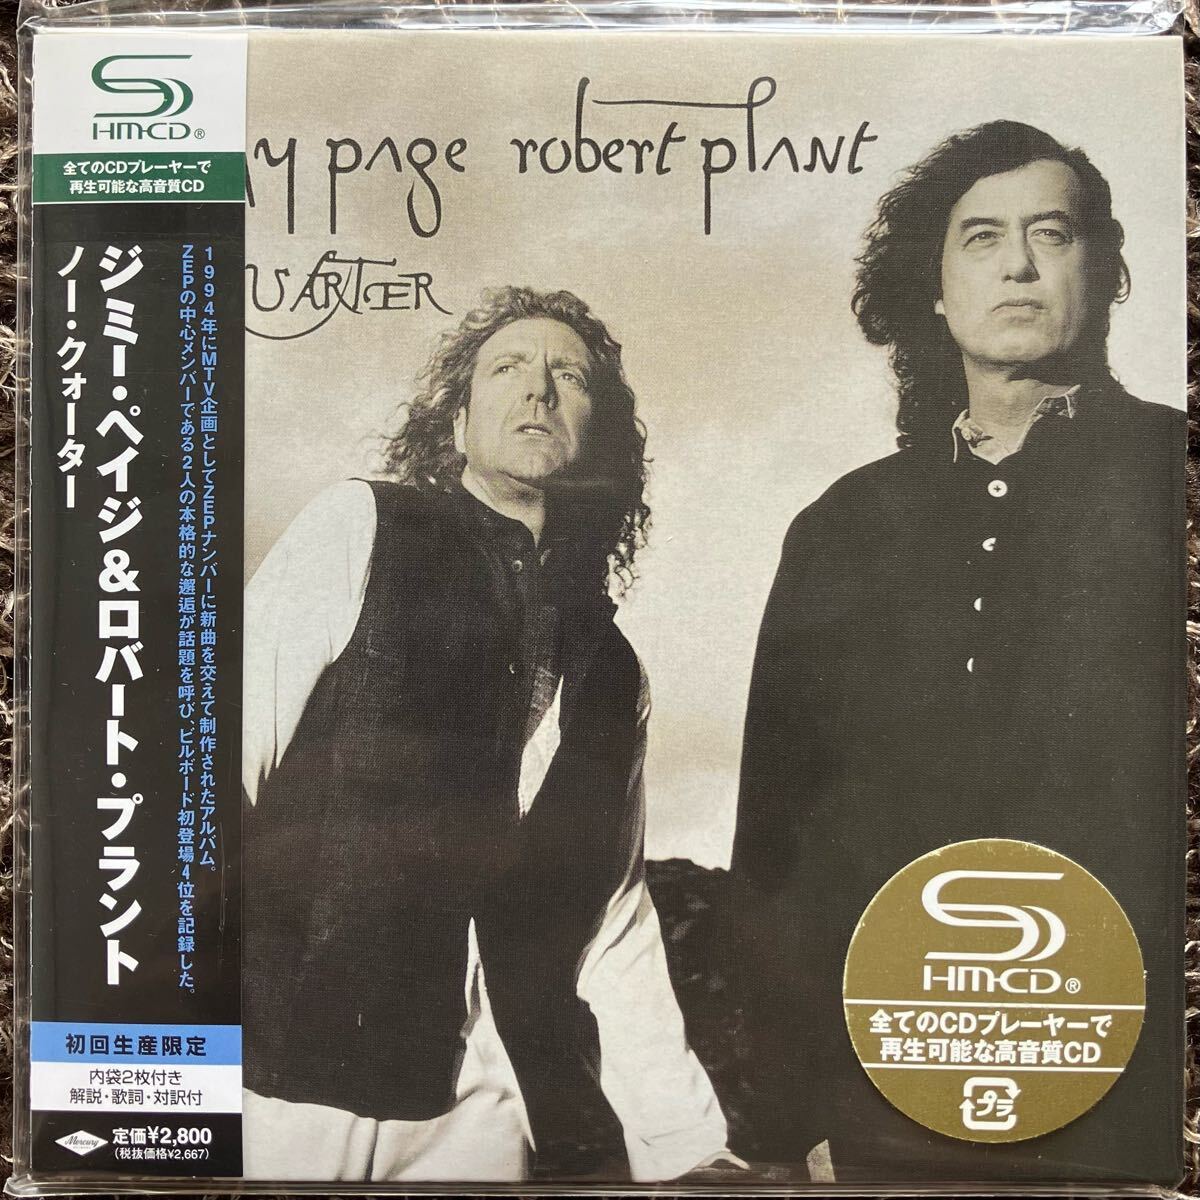 SHM-CD®
全てのCDプレーヤーで
再生可能な高音質CD
ジミー・ペイジ&ロバート・プラント
ノー・クォーター
1994年にMTV企画としてZEPナンバーに新曲を交えて制作されたアルバム。
ZEPの中心メンバーである2人の本格的な邂逅が話題を呼び、ビルボード初登場4位を記録した。
初回生産限定
内袋2枚付き
解説・歌詞・対訳付
Mercury
定価¥2,800
(税抜価格¥2,667)
page robert plant
UARTER
SHM-CD®
全てのCDプレーヤーで
再生可能な高音質CD
プラ